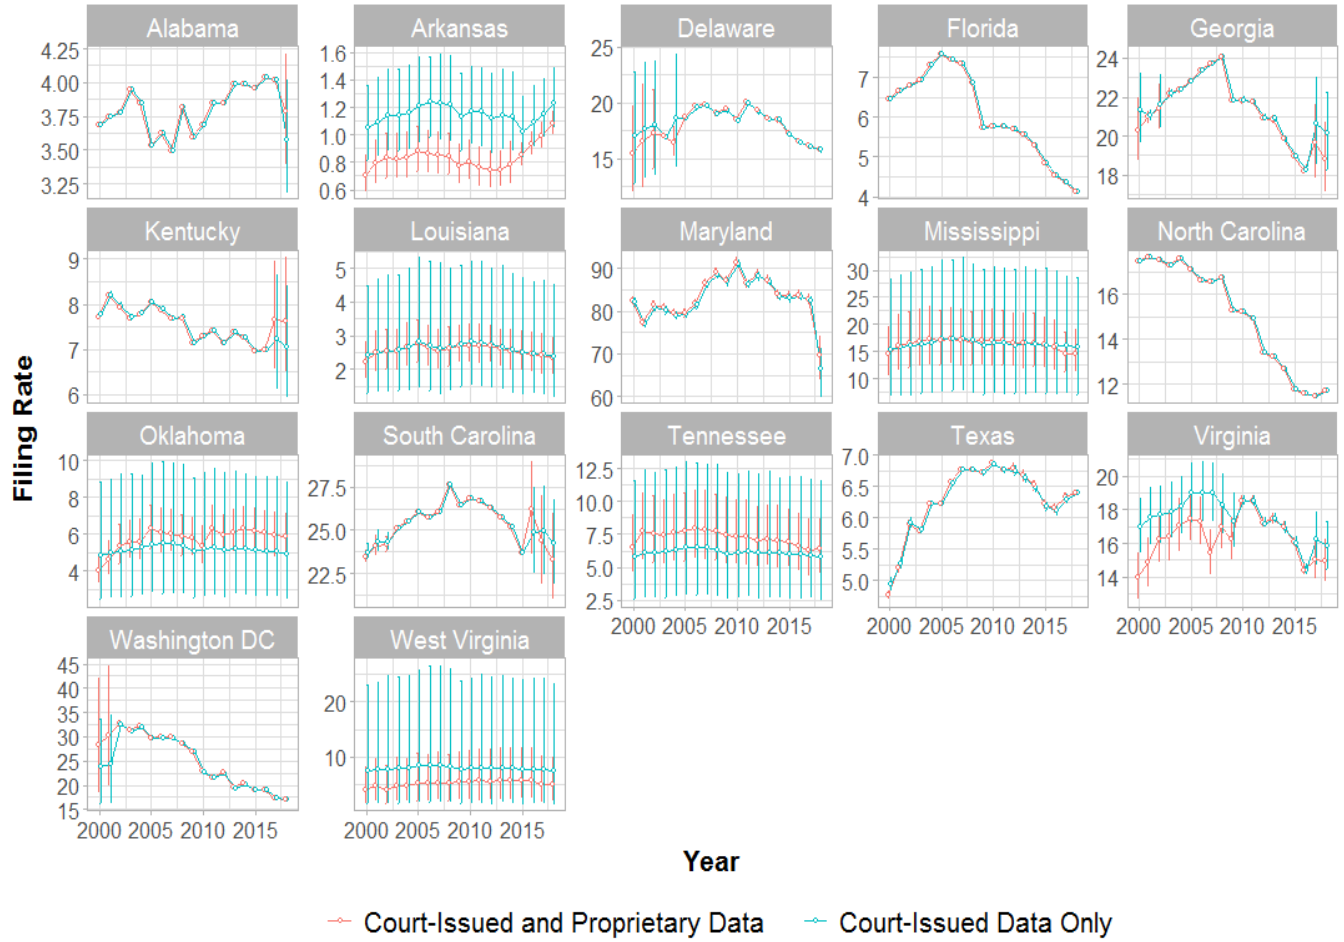 Alabama
Arkansas
Delaware
Florida
Georgia
4.25
4.00
3.75
3.50
3.25
1.6
1.4
1.2
1.0
0.8
0.6
25
20
15
7
6
5
4
24
22
20
18
Kentucky
Louisiana
Maryland
Mississippi
North Carolina
9
8
7
6
5
4
3
2
90
80
70
60
30
25
20
15
10
16
14
12
Filing Rate
Oklahoma
South Carolina
Tennessee
Texas
Virginia
10
8
6
4
27.5
25.0
22.5
12.5
10.0
7.5
5.0
2.5
7.0
6.5
6.0
5.5
5.0
20
18
16
14
2000 2005 2010 2015
2000 2005 2010 2015
2000 2005 2010 2015
Washington DC
West Virginia
45
40
35
30
25
20
15
20
10
2000 2005 2010 2015
2000 2005 2010 2015
Year
Court-Issued and Proprietary Data
Court-Issued Data Only